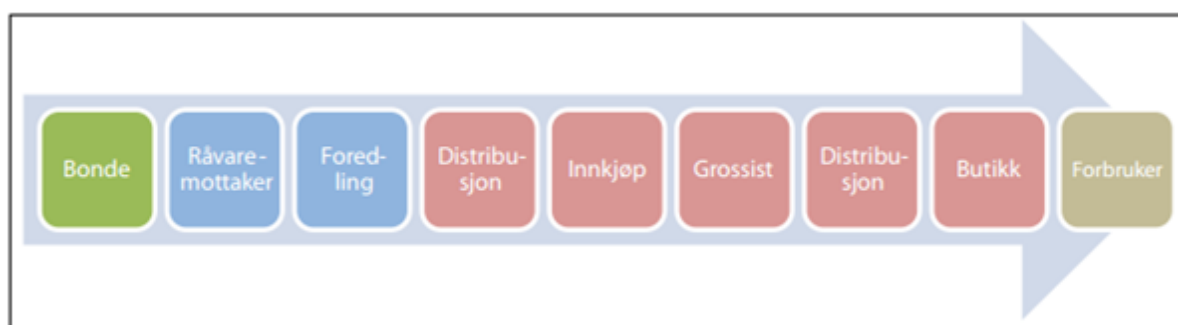 Bonde
Råvare-
mottaker
Fored-
ling
Distribu-
sjon
Innkjøp
Grossist
Distribu-
sjon
Butikk
Forbruker